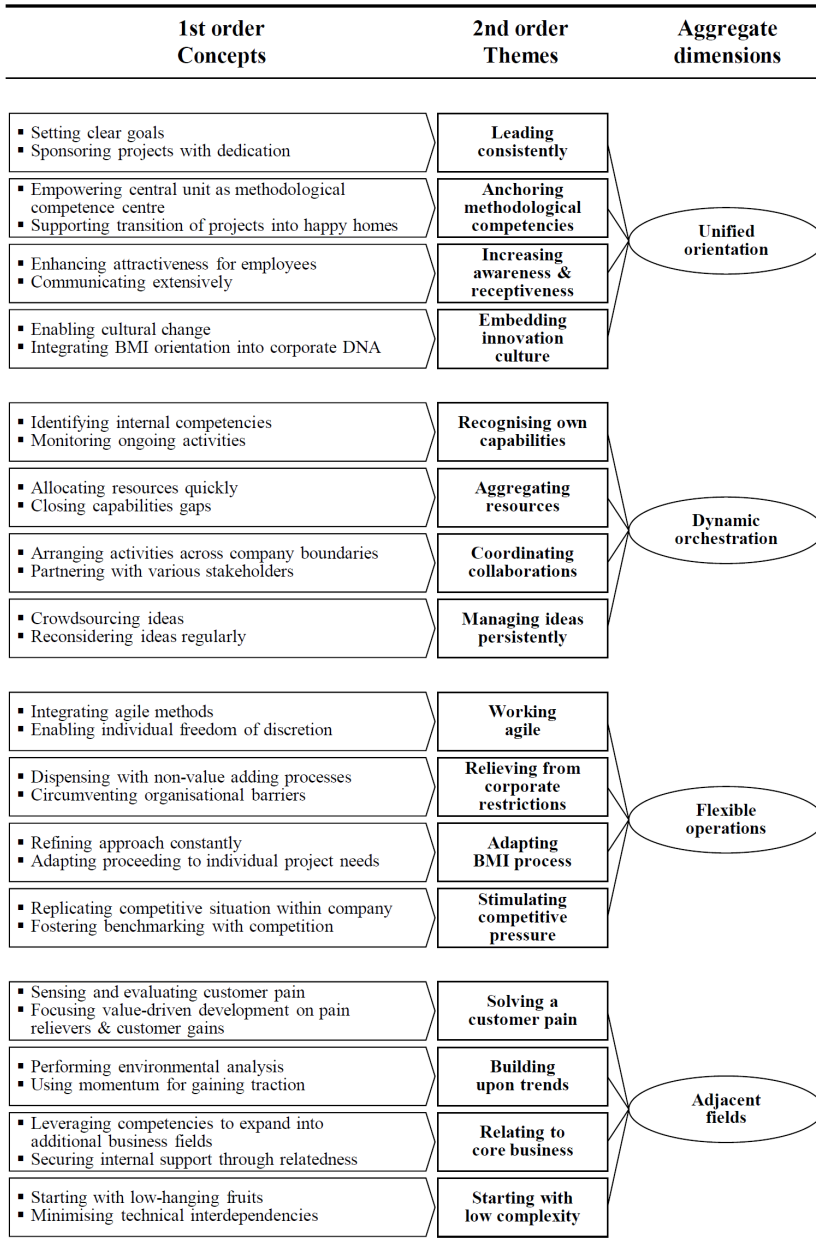 1st order
Concepts
2nd order
Themes
Aggregate
dimensions
▪ Setting clear goals
▪ Sponsoring projects with dedication
Leading
consistently
▪ Empowering central unit as methodological
competence centre
▪ Supporting transition of projects into happy homes
Anchoring
methodological
competencies
▪ Enhancing attractiveness for employees
▪ Communicating extensively
Increasing
awareness &
receptiveness
▪ Enabling cultural change
▪ Integrating BMI orientation into corporate DNA
Embedding
innovation
culture
Unified
orientation
▪ Identifying internal competencies
▪ Monitoring ongoing activities
Recognising own
capabilities
▪ Allocating resources quickly
▪ Closing capabilities gaps
Aggregating
resources
▪ Arranging activities across company boundaries
▪ Partnering with various stakeholders
Coordinating
collaborations
▪ Crowdsourcing ideas
▪ Reconsidering ideas regularly
Managing ideas
persistently
Dynamic
orchestration
▪ Integrating agile methods
▪ Enabling individual freedom of discretion
Working
agile
▪ Dispensing with non-value adding processes
▪ Circumventing organisational barriers
Relieving from
corporate
restrictions
▪ Refining approach constantly
▪ Adapting proceeding to individual project needs
Adapting
BMI process
▪ Replicating competitive situation within company
▪ Fostering benchmarking with competition
Stimulating
competitive
pressure
Flexible
operations
▪ Sensing and evaluating customer pain
▪ Focusing value-driven development on pain
relievers & customer gains
Solving a
customer pain
▪ Performing environmental analysis
▪ Using momentum for gaining traction
Building
upon trends
▪ Leveraging competencies to expand into
additional business fields
▪ Securing internal support through relatedness
Relating to
core business
▪ Starting with low-hanging fruits
▪ Minimising technical interdependencies
Starting with
low complexity
Adjacent
fields